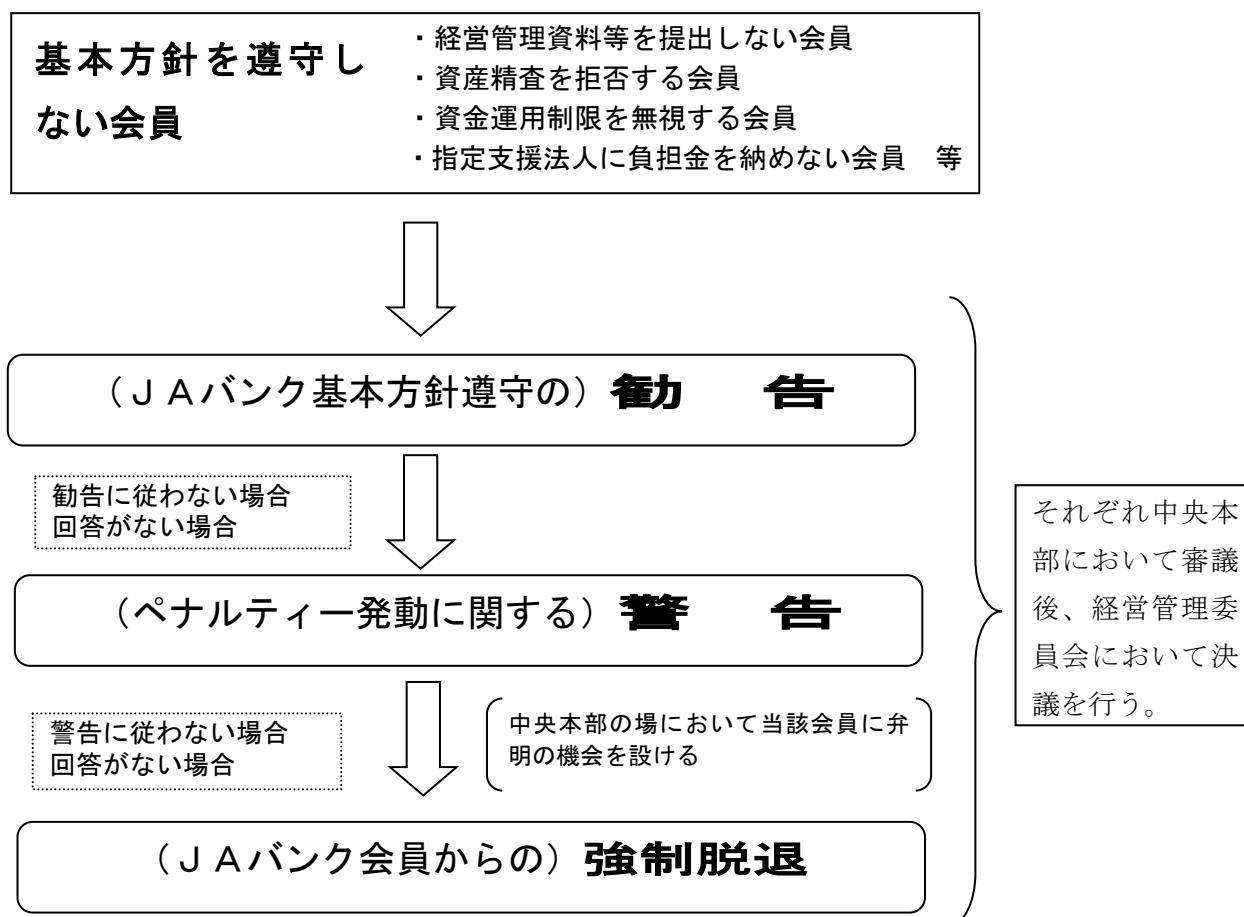 基本方針を遵守し
ない会員
・経営管理資料等を提出しない会員
・資産精査を拒否する会員
・資金運用制限を無視する会員
・指定支援法人に負担金を納めない会員　等
（ＪＡバンク基本方針遵守の）勧　告
勧告に従わない場合
回答がない場合
（ペナルティー発動に関する）警　告
警告に従わない場合
回答がない場合
中央本部の場において当該会員に弁
明の機会を設ける
（ＪＡバンク会員からの）強制脱退
それぞれ中央本
部において審議
後、経営管理委
員会において決
議を行う。